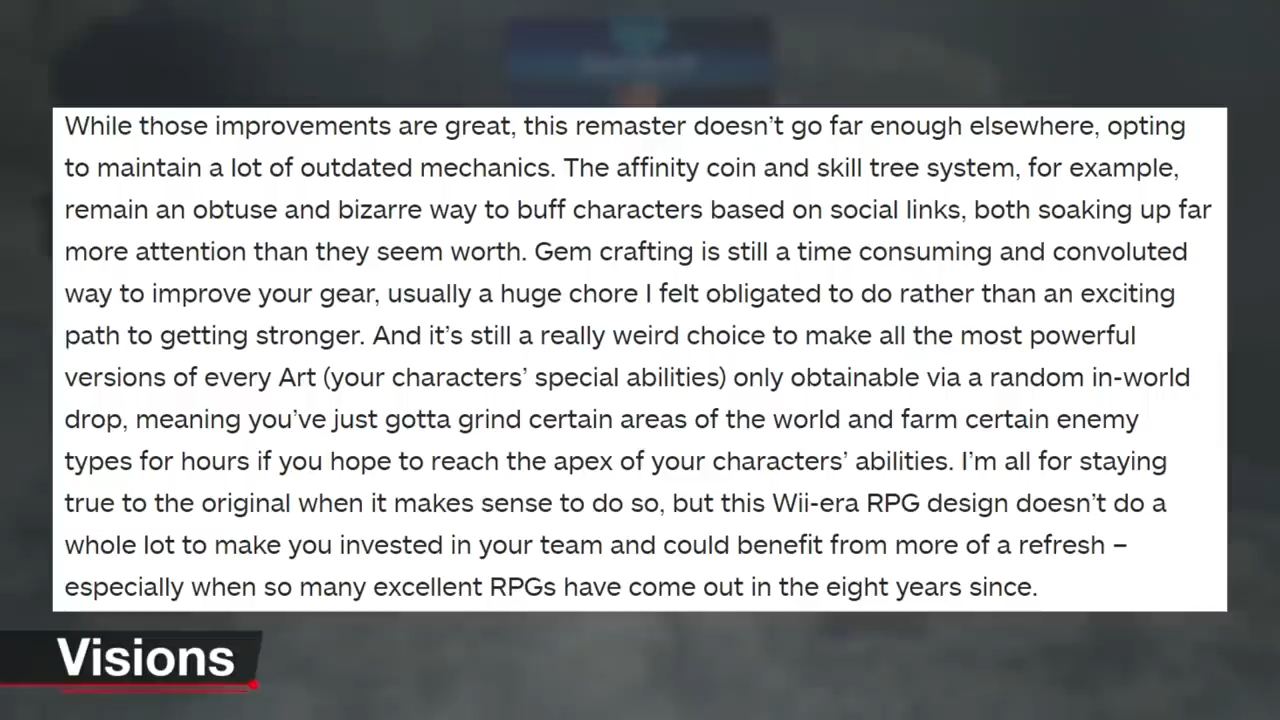 While those improvements are great, this remaster doesn't go far enough elsewhere, opting
to maintain a lot of outdated mechanics. The affinity coin and skill tree system, for example,
remain an obtuse and bizarre way to buff characters based on social links, both soaking up far
more attention than they seem worth. Gem crafting is still a time consuming and convoluted
way to improve your gear, usually a huge chore I felt obligated to do rather than an exciting
path to getting stronger. And it's still a really weird choice to make all the most powerful
versions of every Art (your characters' special abilities) only obtainable via a random in-world
drop, meaning you've just gotta grind certain areas of the world and farm certain enemy
types for hours if you hope to reach the apex of your characters' abilities. I'm all for staying
true to the original when it makes sense to do so, but this Wii-era RPG design doesn't do a
whole lot to make you invested in your team and could benefit from more of a refresh –
especially when so many excellent RPGs have come out in the eight years since.
Visions